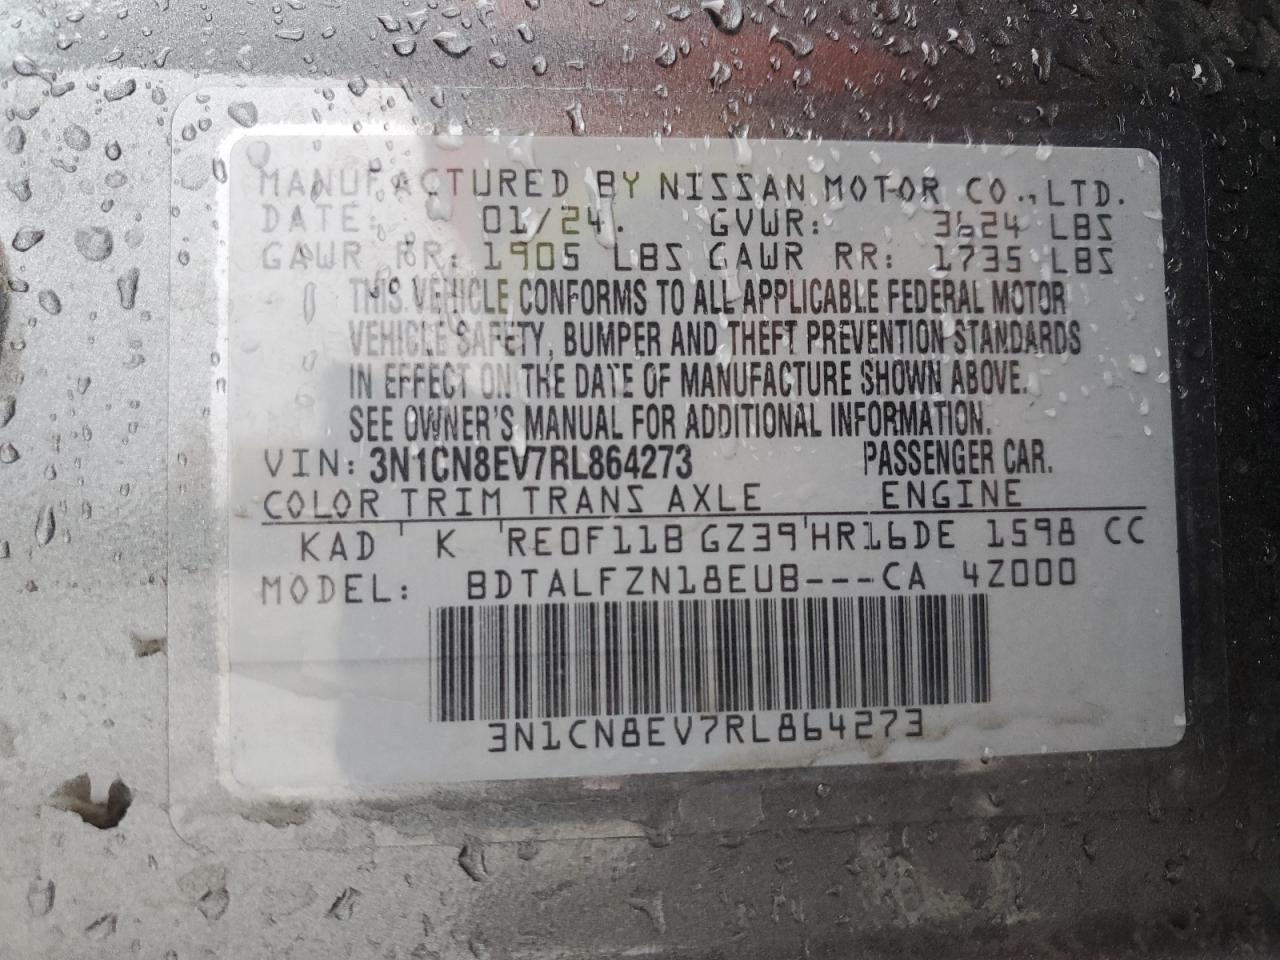 MANUFACTURED BY NISSAN MOTOR CO., LTD.
DATE: 01/24. GVWR: 3624 LBS
GAWR RR: 1905 LBS GAWR RR: 1735 LBS
THIS VEHICLE CONFORMS TO ALL APPLICABLE FEDERAL MOTOR
VEHICLE SAFETY, BUMPER AND THEFT PREVENTION STANDARDS
IN EFFECT ON THE DATE OF MANUFACTURE SHOWN ABOVE.
SEE OWNER'S MANUAL FOR ADDITIONAL INFORMATION.
VIN: 3N1CN8EV7RL864273 PASSENGER CAR.
COLOR TRIM TRANS AXLE ENGINE
KAD ' K ' RE0F11B GZ39 ' HR16DE 1598 CC
MODEL: BDTALFZN18EUB---CA 4Z000
3N1CN8EV7RL864273